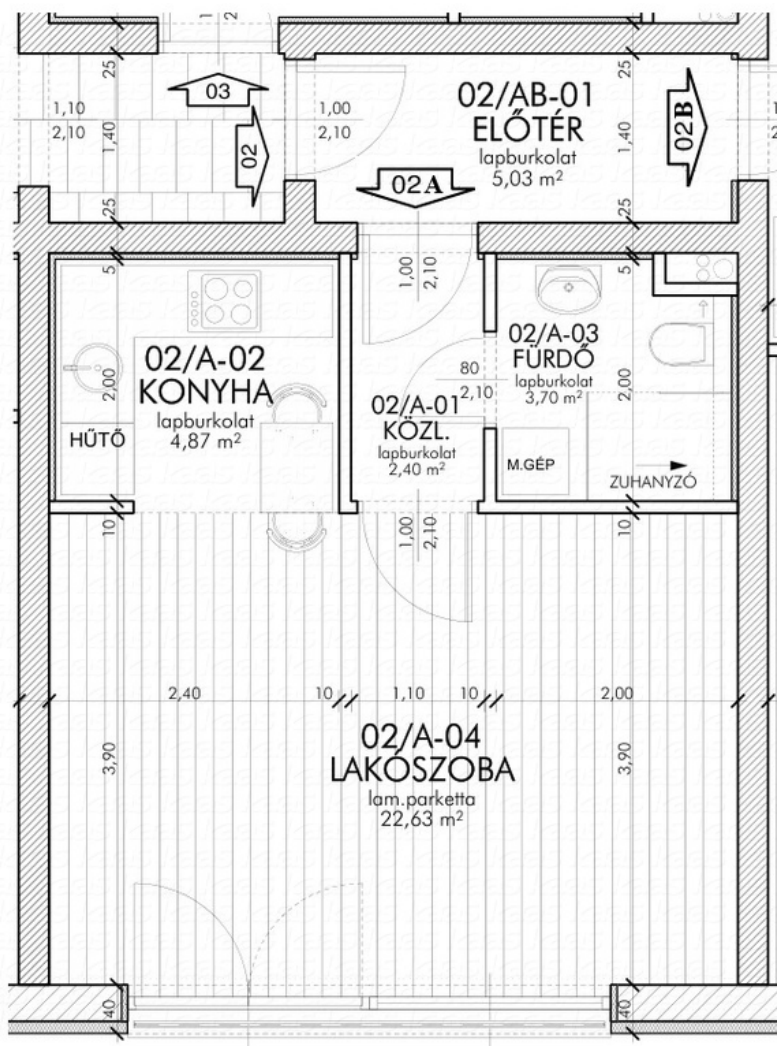 1
2
25
25
03
02/AB-01
ELŐTÉR
lapburkolat
5,03 m²
1,10
2,10
1,40
1,00
2,10
1,40
02B
02
02A
25
25
5
1,00
2,10
5
02/A-02
KONYHA
lapburkolat
4,87 m²
2,00
HŰTŐ
02/A-03
FÜRDŐ
lapburkolat
3,70 m²
80
2,10
2,00
02/A-01
KÖZL.
lapburkolat
2,40 m²
M.GÉP
ZUHANYZÓ
10
1,00
2,10
10
2,40
10
1,10
10
2,00
3,90
02/A-04
LAKÓSZOBA
lam.parketta
22,63 m²
3,90
40
40